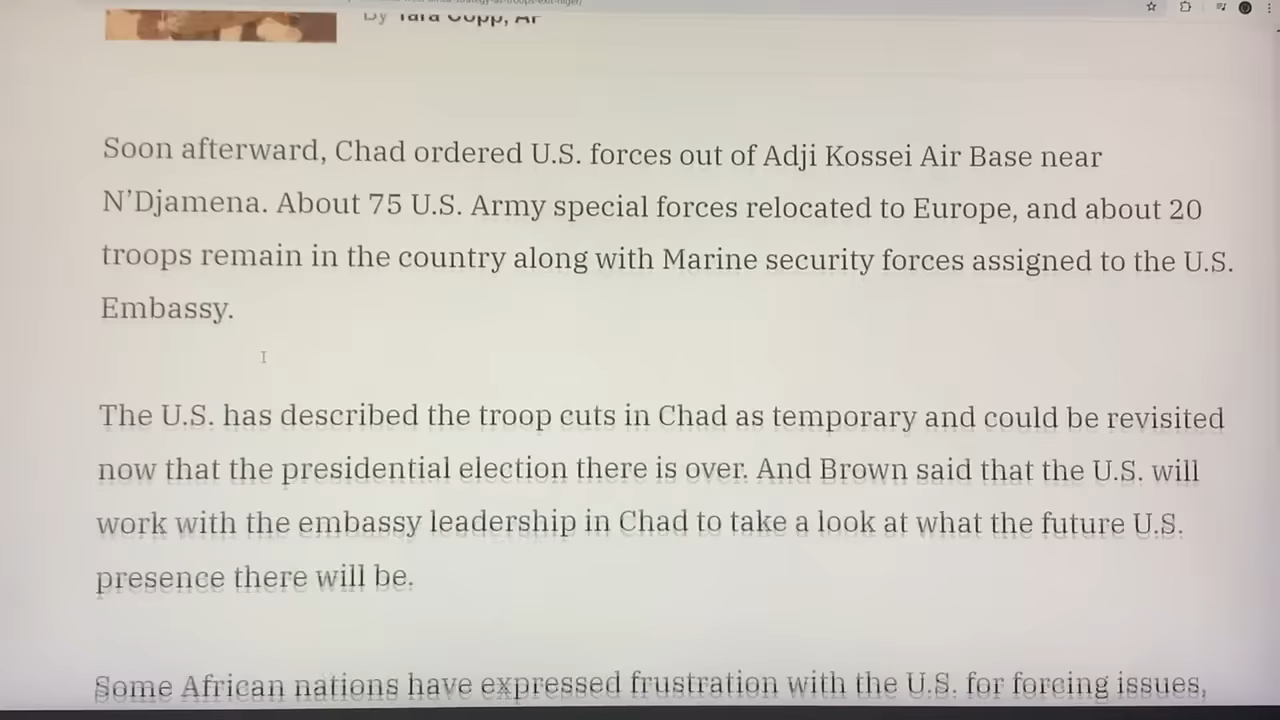 By Tara Copp, AP
Soon afterward, Chad ordered U.S. forces out of Adji Kossei Air Base near
N’Djamena. About 75 U.S. Army special forces relocated to Europe, and about 20
troops remain in the country along with Marine security forces assigned to the U.S.
Embassy.
The U.S. has described the troop cuts in Chad as temporary and could be revisited
now that the presidential election there is over. And Brown said that the U.S. will
work with the embassy leadership in Chad to take a look at what the future U.S.
presence there will be.
Some African nations have expressed frustration with the U.S. for forcing issues,